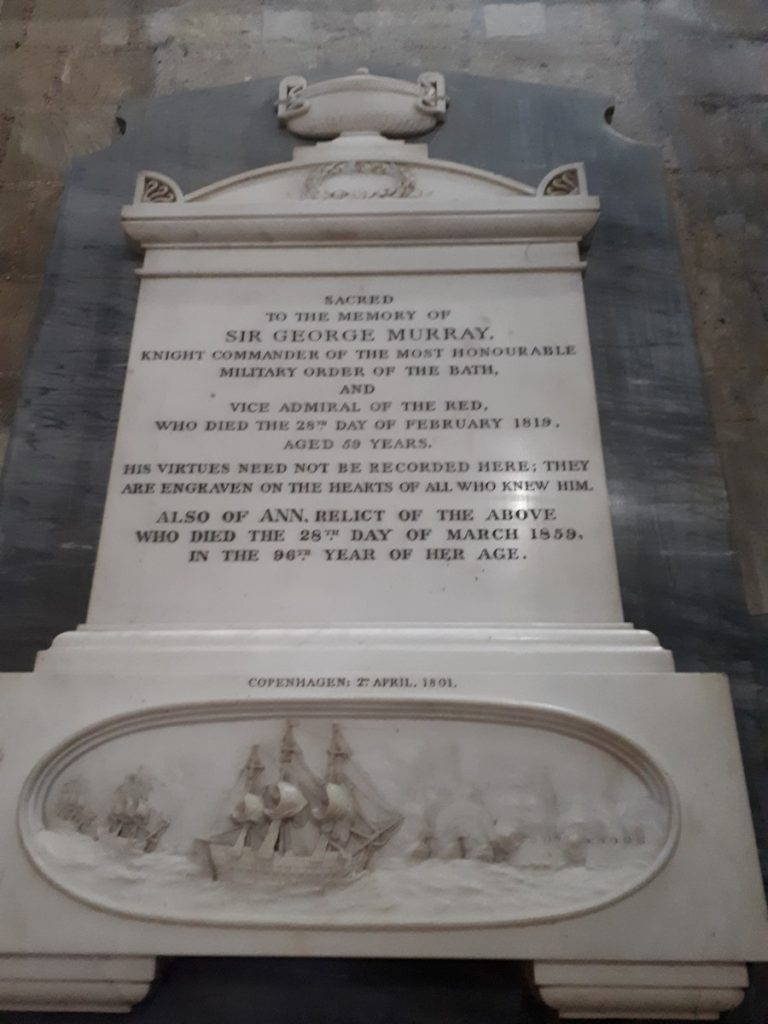 SACRED
TO THE MEMORY OF
SIR GEORGE MURRAY,
KNIGHT COMMANDER OF THE MOST HONOURABLE
MILITARY ORDER OF THE BATH,
AND
VICE ADMIRAL OF THE RED,
WHO DIED THE 28TH DAY OF FEBRUARY 1819,
AGED 59 YEARS.
HIS VIRTUES NEED NOT BE RECORDED HERE; THEY
ARE ENGRAVEN ON THE HEARTS OF ALL WHO KNEW HIM.
ALSO OF ANN, RELICT OF THE ABOVE
WHO DIED THE 28TH DAY OF MARCH 1859,
IN THE 96TH YEAR OF HER AGE.
COPENHAGEN: 2D APRIL, 1801.